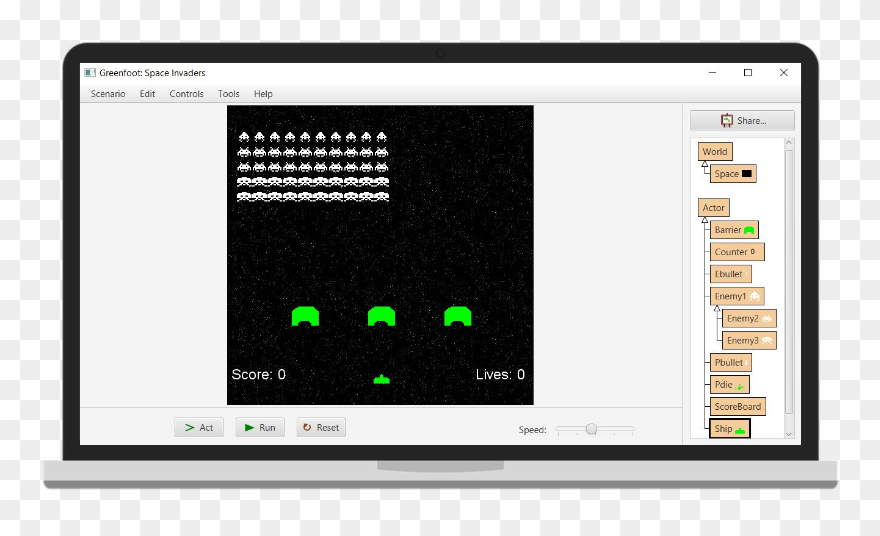 Greenfoot: Space Invaders
Scenario Edit Controls Tools Help
Share...
World
Space
Actor
Barrier
Counter 0
Ebullet
Enemy1
Enemy2
Enemy3
Pbullet
Pdie
ScoreBoard
Ship
Score: 0 Lives: 0
Act Run Reset Speed: